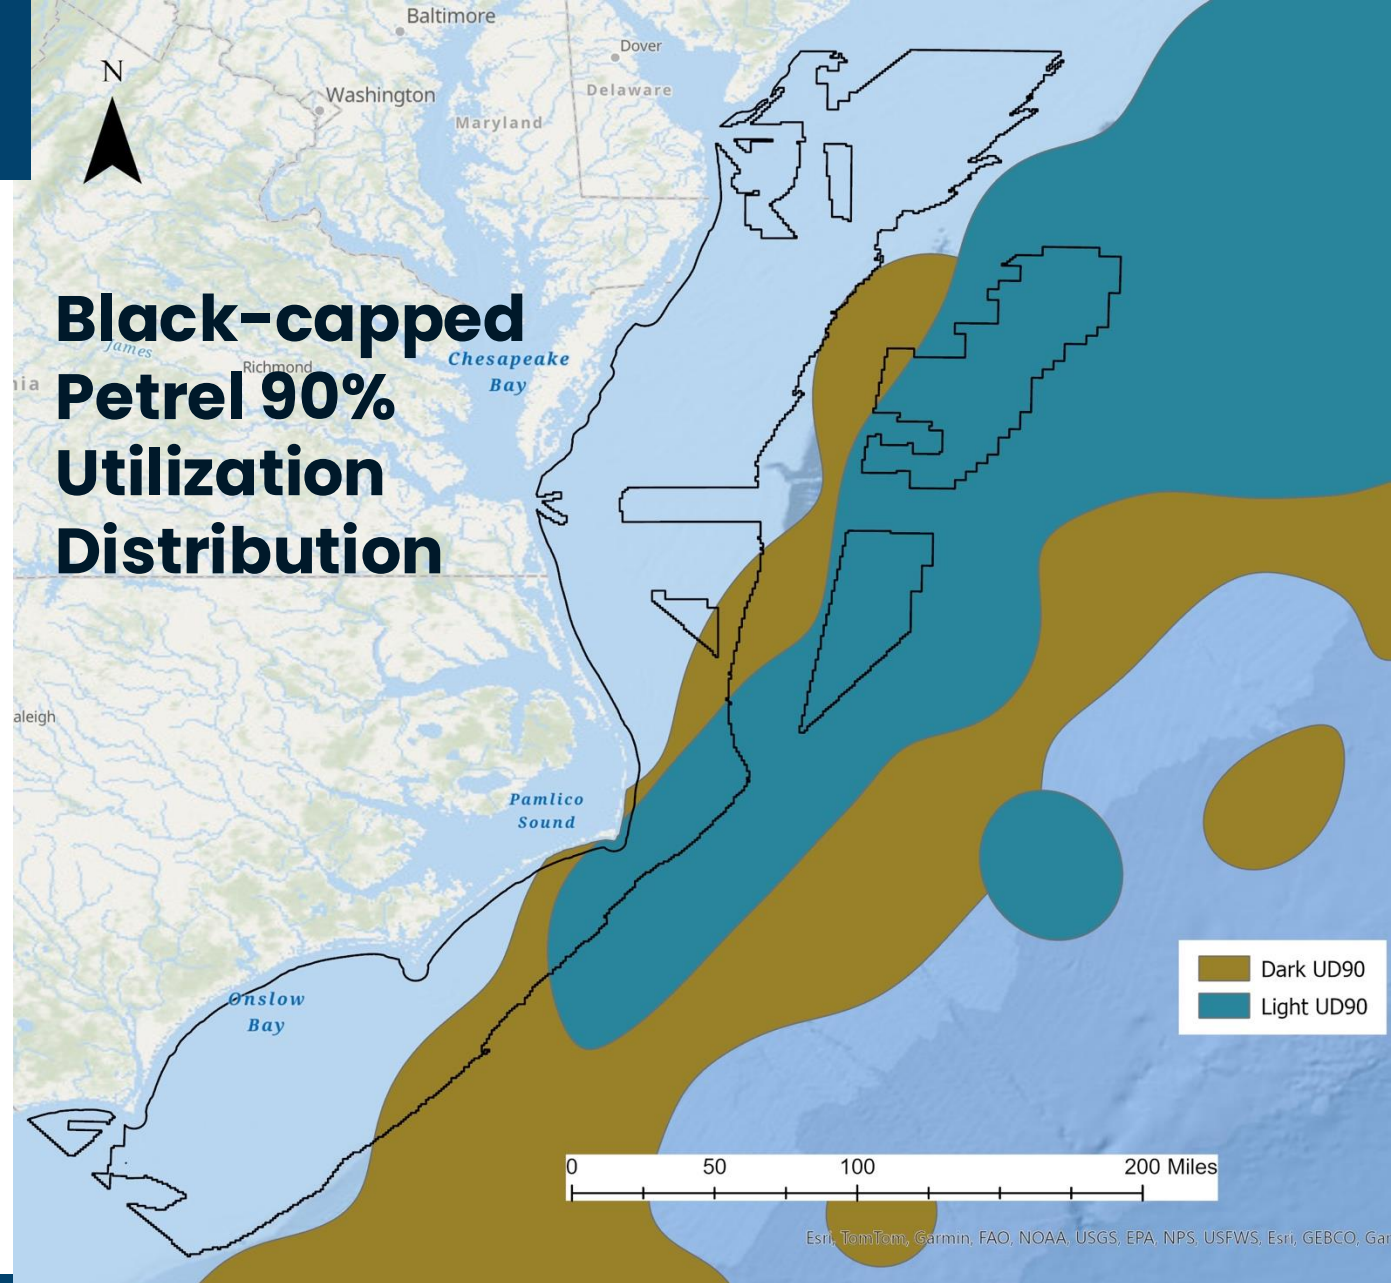 Baltimore
N
Dover
Delaware
Washington
Maryland
Black-capped
Petrel 90%
Utilization
Distribution
James
Richmond
Chesapeake
Bay
nia
aleigh
Pamlico
Sound
Onslow
Bay
Dark UD90
Light UD90
0 50 100 200 Miles
Esri, TomTom, Garmin, FAO, NOAA, USGS, EPA, NPS, USFWS, Esri, GEBCO, Gar